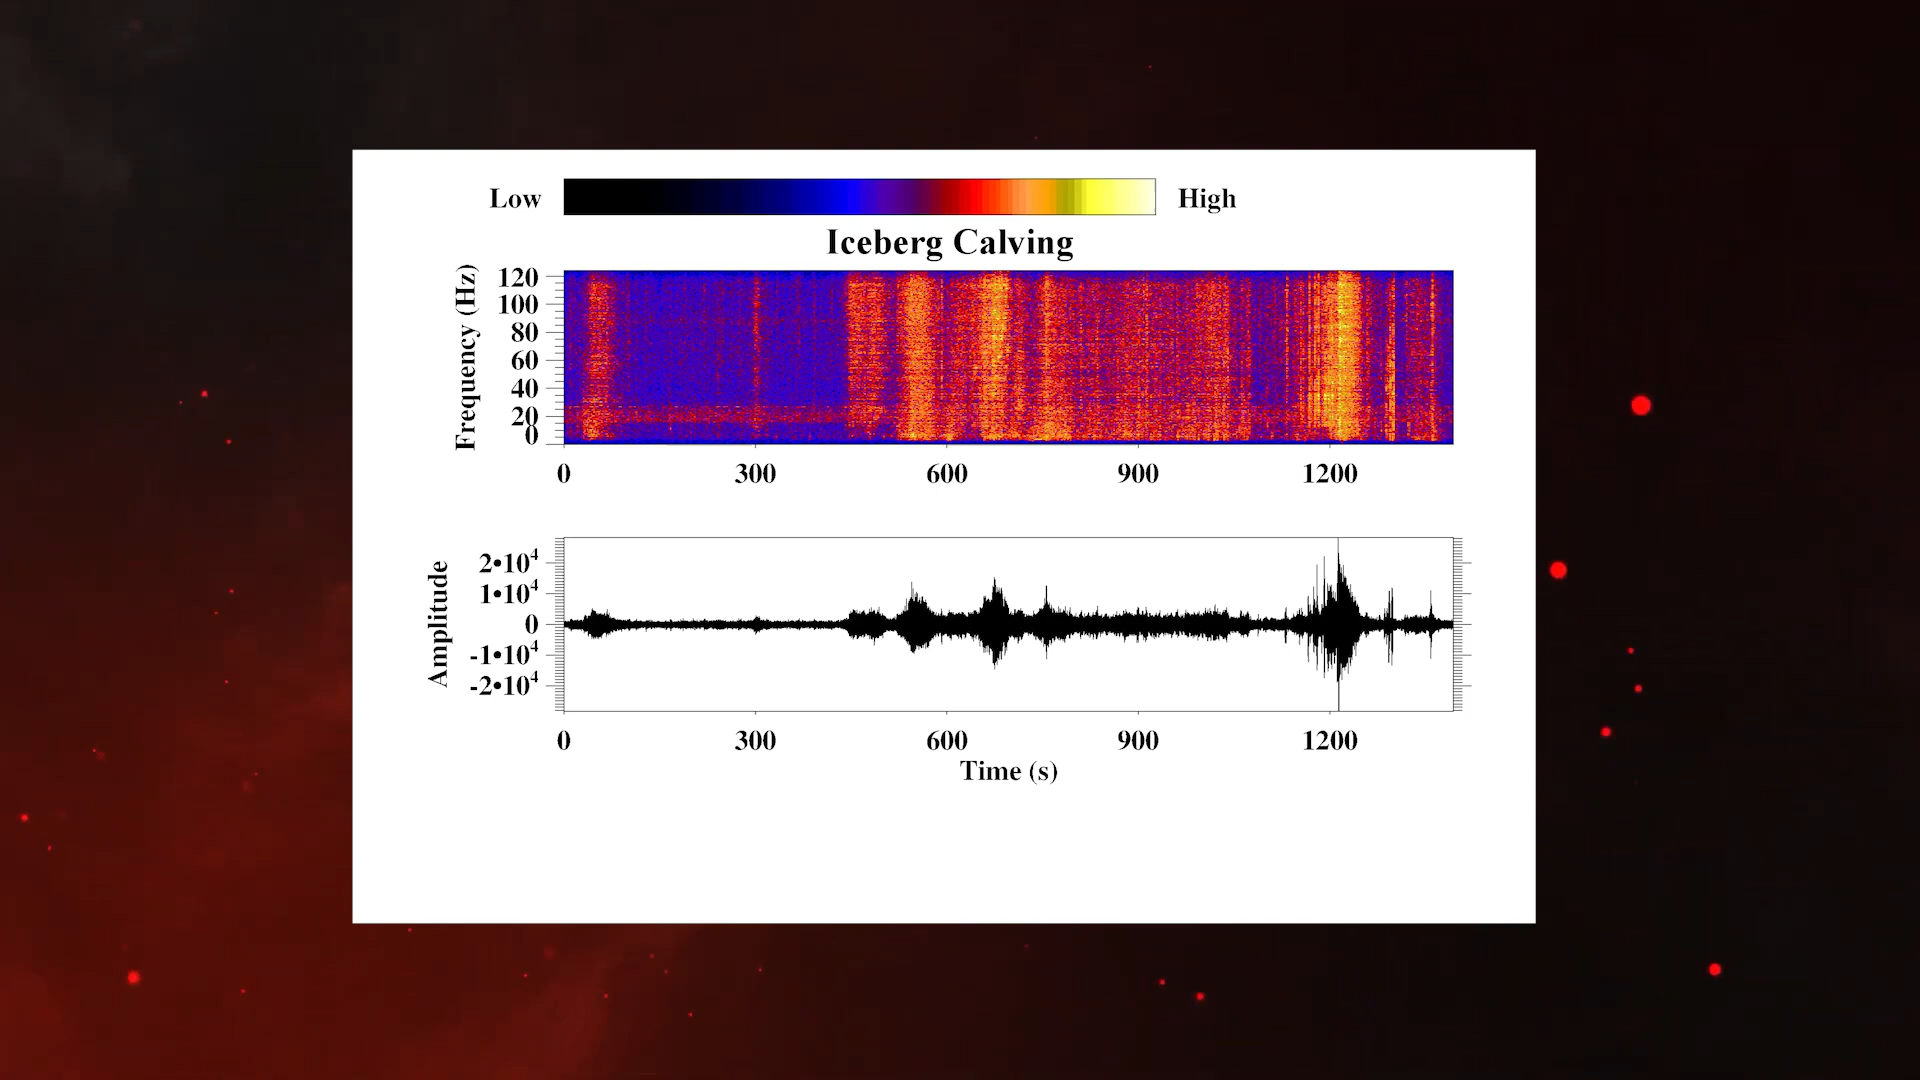 Low High
Iceberg Calving
Frequency (Hz)
120
100
80
60
40
20
0
0 300 600 900 1200
Amplitude
2•10⁴
1•10⁴
0
-1•10⁴
-2•10⁴
0 300 600 900 1200
Time (s)